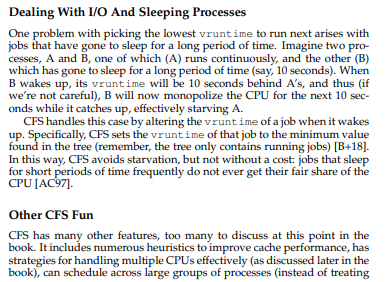 Dealing With I/O And Sleeping Processes
One problem with picking the lowest vruntime to run next arises with
jobs that have gone to sleep for a long period of time. Imagine two pro-
cesses, A and B, one of which (A) runs continuously, and the other (B)
which has gone to sleep for a long period of time (say, 10 seconds). When
B wakes up, its vruntime will be 10 seconds behind A's, and thus (if
we're not careful), B will now monopolize the CPU for the next 10 sec-
onds while it catches up, effectively starving A.
CFS handles this case by altering the vruntime of a job when it wakes
up. Specifically, CFS sets the vruntime of that job to the minimum value
found in the tree (remember, the tree only contains running jobs) [B+18].
In this way, CFS avoids starvation, but not without a cost: jobs that sleep
for short periods of time frequently do not ever get their fair share of the
CPU [AC97].
Other CFS Fun
CFS has many other features, too many to discuss at this point in the
book. It includes numerous heuristics to improve cache performance, has
strategies for handling multiple CPUs effectively (as discussed later in the
book), can schedule across large groups of processes (instead of treating